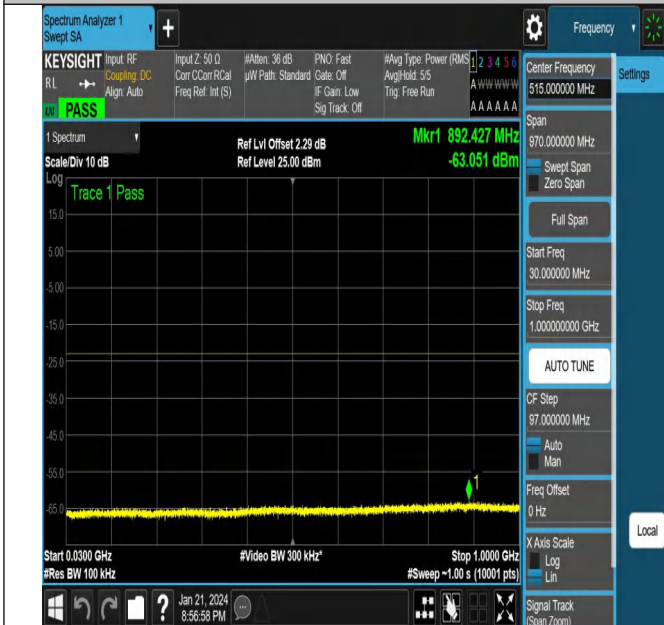 Spectrum Analyzer 1
Swept SA
Frequency
KEYSIGHT
RL
PASS
Input: RF
Coupling: DC
Align: Auto
Input Z: 50 Ω
Corr CCorr RCal
Freq Ref: Int (S)
#Atten: 36 dB
µW Path: Standard
PNO: Fast
Gate: Off
IF Gain: Low
Sig Track: Off
#Avg Type: Power (RMS
Avg|Hold: 5/5
Trig: Free Run
1 2 3 4 5 6
A W W W W W
A A A A A A
Center Frequency
515.000000 MHz
Settings
Span
970.000000 MHz
Swept Span
Zero Span
Full Span
Start Freq
30.000000 MHz
Stop Freq
1.000000000 GHz
AUTO TUNE
CF Step
97.000000 MHz
Auto
Man
Freq Offset
0 Hz
X Axis Scale
Log
Lin
Local
Signal Track
(Span Zoom)
1 Spectrum
Scale/Div 10 dB
Ref Lvl Offset 2.29 dB
Ref Level 25.00 dBm
Mkr1 892.427 MHz
-63.051 dBm
Log
Trace 1 Pass
15.0
5.00
-5.00
-15.0
-25.0
-35.0
-45.0
-55.0
-65.0
1
Start 0.0300 GHz
#Res BW 100 kHz
#Video BW 300 kHz*
Stop 1.0000 GHz
#Sweep ~1.00 s (10001 pts)
?
Jan 21, 2024
8:56:58 PM